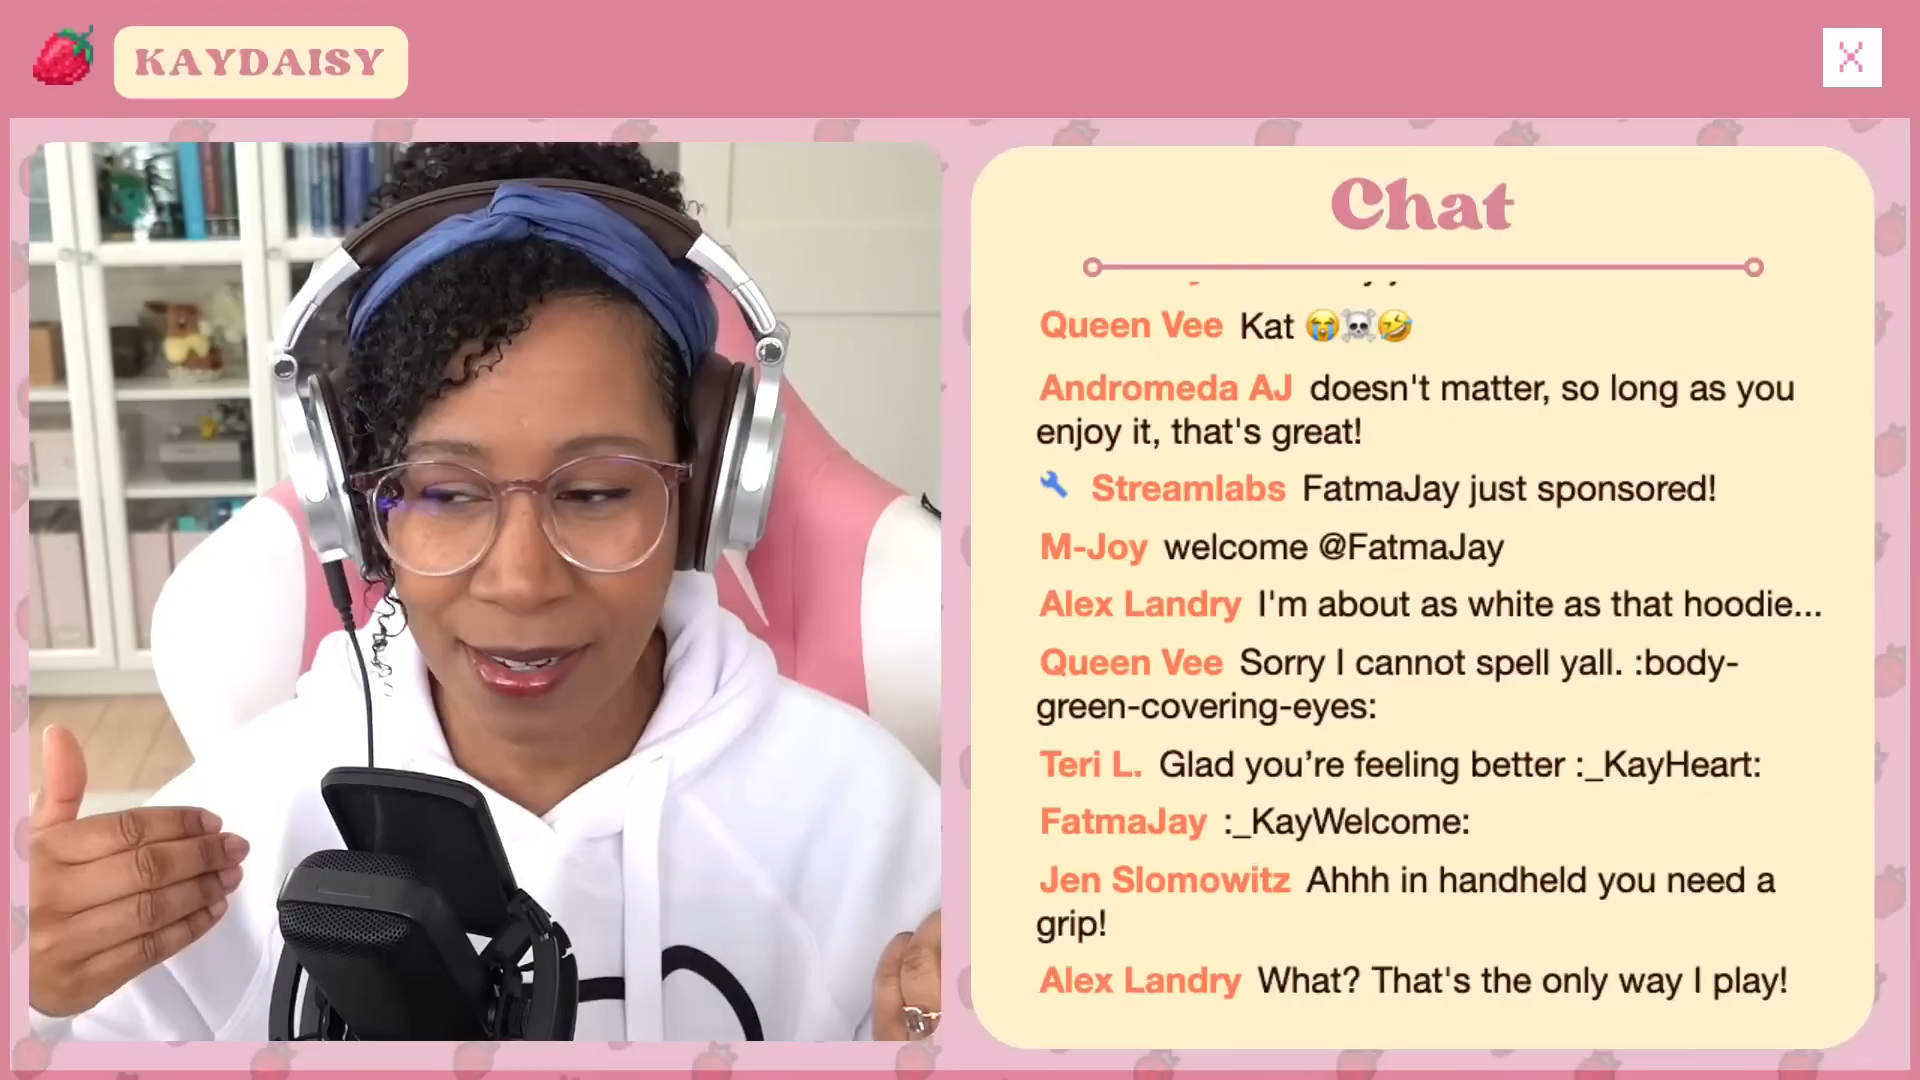 KAYDAISY
Chat
Queen Vee Kat 😭☠🤣
Andromeda AJ doesn't matter, so long as you
enjoy it, that's great!
Streamlabs FatmaJay just sponsored!
M-Joy welcome @FatmaJay
Alex Landry I'm about as white as that hoodie...
Queen Vee Sorry I cannot spell yall. :body-
green-covering-eyes:
Teri L. Glad you’re feeling better :_KayHeart:
FatmaJay :_KayWelcome:
Jen Slomowitz Ahhh in handheld you need a
grip!
Alex Landry What? That's the only way I play!